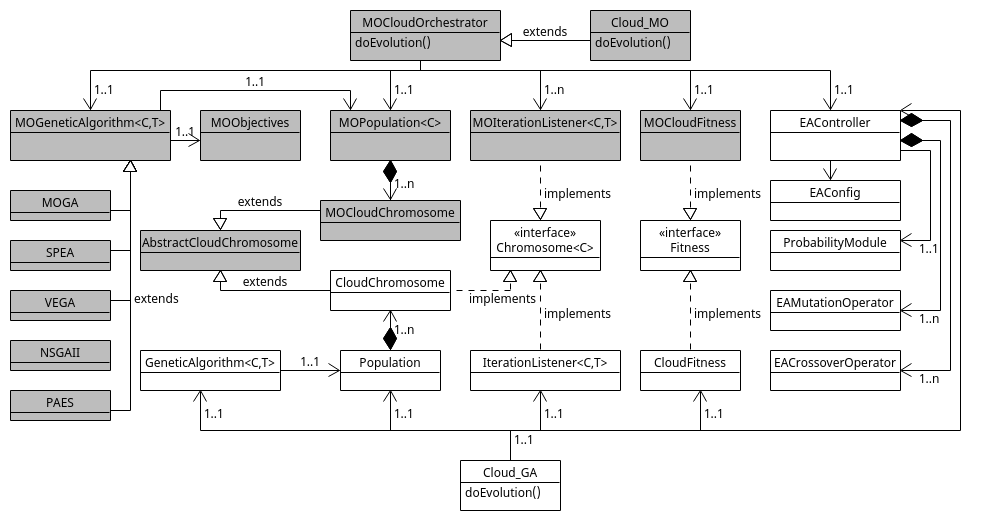 MOCloudOrchestrator
doEvolution()
extends
Cloud_MO
doEvolution()
1..1
1..1
1..1
1..n
1..1
1..1
MOGeneticAlgorithm<C,T>
1..1
MOObjectives
MOPopulation<C>
MOIterationListener<C,T>
MOCloudFitness
EAController
1..n
implements
implements
EAConfig
MOGA
extends
MOCloudChromosome
AbstractCloudChromosome
«interface»
Chromosome<C>
«interface»
Fitness
ProbabilityModule
1..1
SPEA
extends
CloudChromosome
implements
VEGA
extends
EAMutationOperator
1..n
implements
implements
1..n
NSGAII
GeneticAlgorithm<C,T>
1..1
Population
IterationListener<C,T>
CloudFitness
EACrossoverOperator
1..n
PAES
1..1
1..1
1..1
1..1
1..1
Cloud_GA
doEvolution()